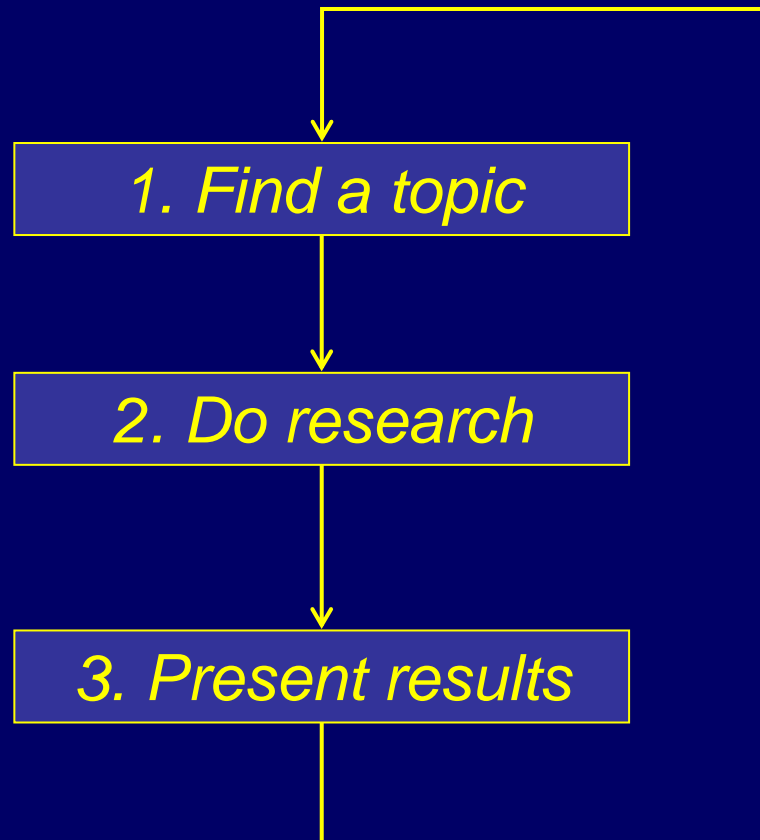 1. Find a topic
2. Do research
3. Present results